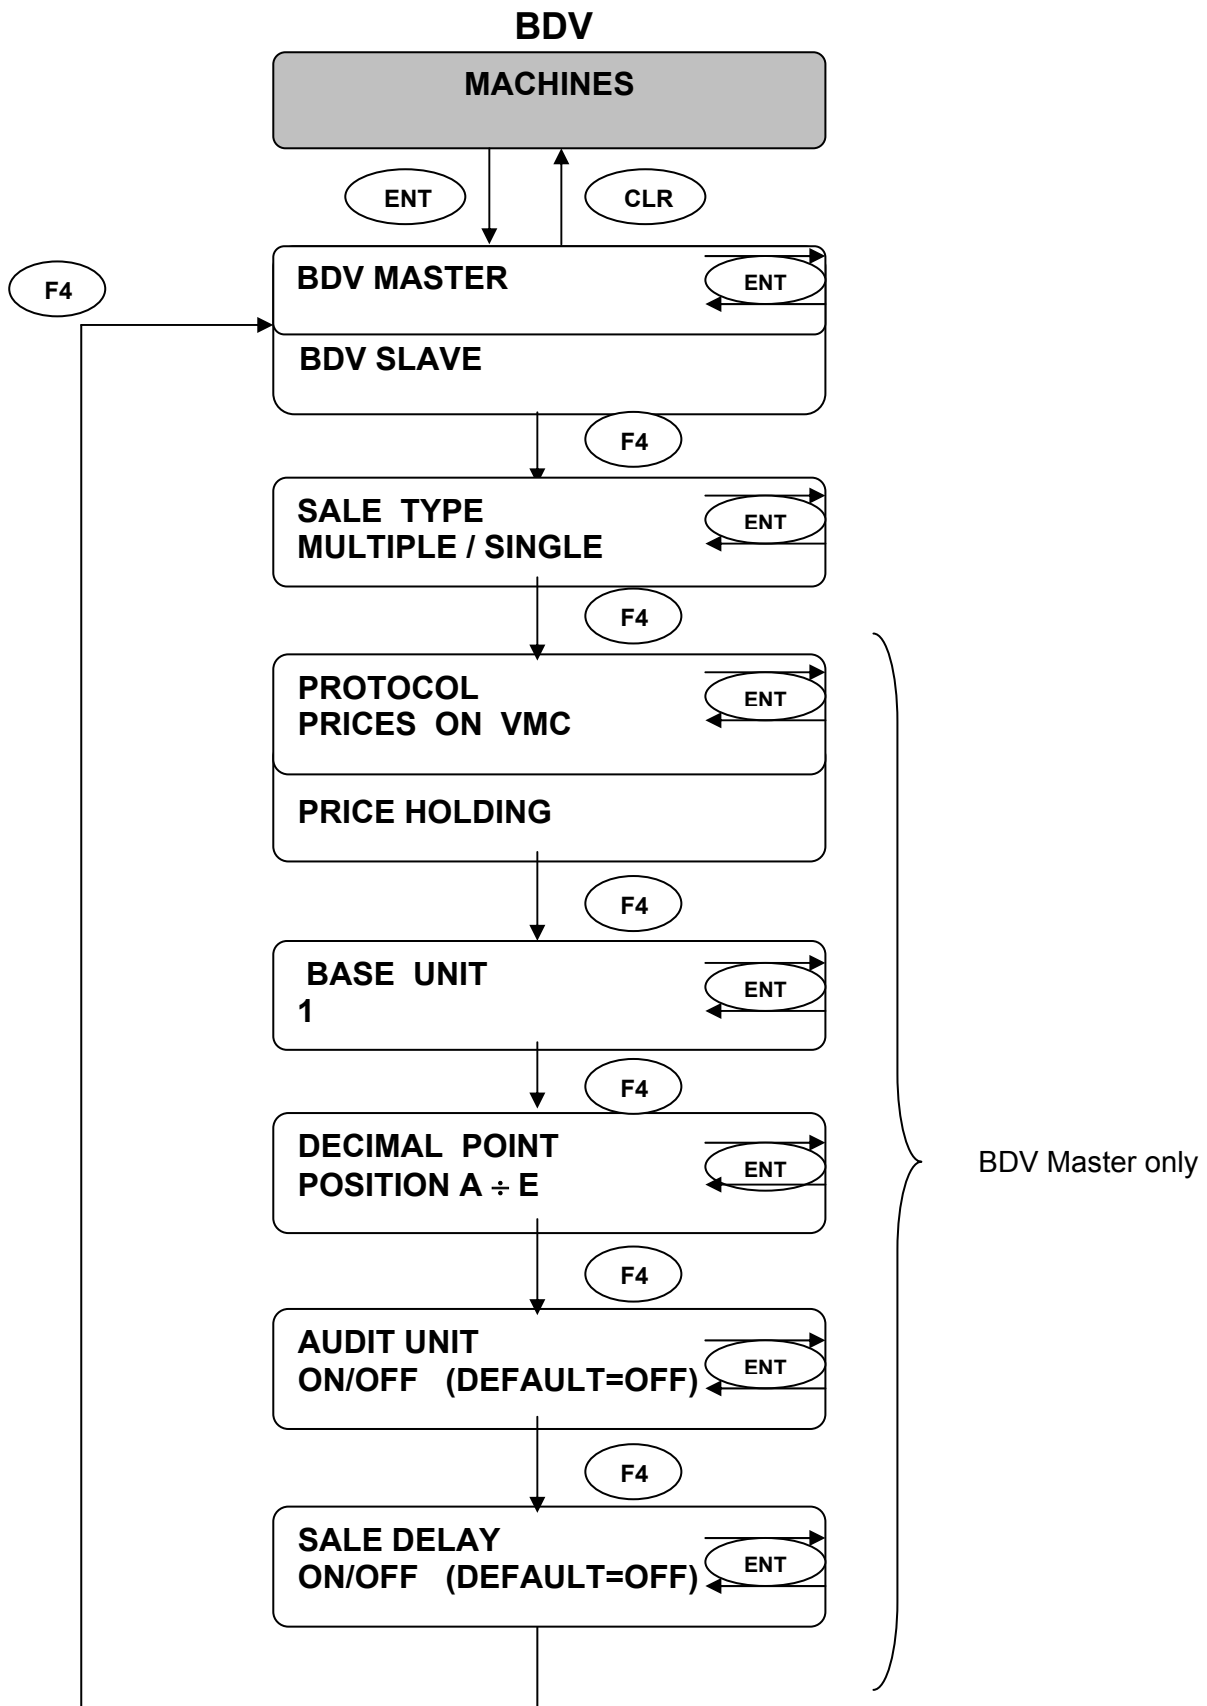 BDV
MACHINES
ENT
CLR
BDV MASTER
ENT
F4
BDV SLAVE
F4
SALE TYPE
ENT
MULTIPLE / SINGLE
F4
PROTOCOL
ENT
PRICES ON VMC
PRICE HOLDING
F4
BASE UNIT
ENT
1
F4
DECIMAL POINT
ENT
POSITION A ÷ E
BDV Master only
F4
AUDIT UNIT
ENT
ON/OFF (DEFAULT=OFF)
F4
SALE DELAY
ENT
ON/OFF (DEFAULT=OFF)